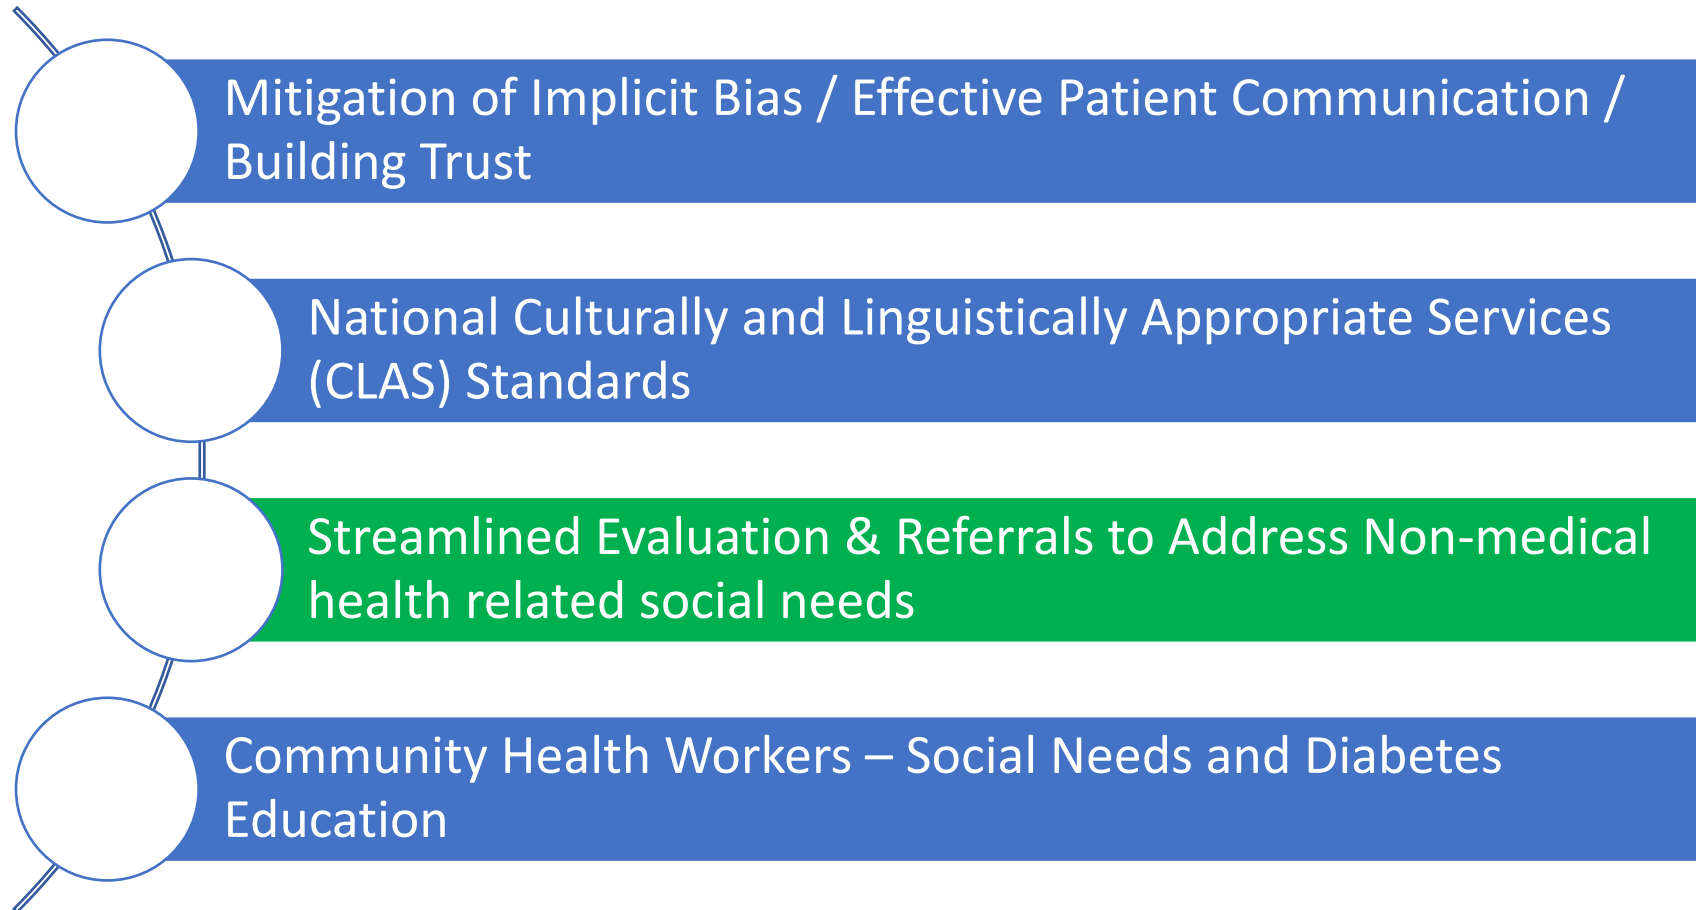 Mitigation of Implicit Bias / Effective Patient Communication /
Building Trust
National Culturally and Linguistically Appropriate Services
(CLAS) Standards
Streamlined Evaluation & Referrals to Address Non-medical
health related social needs
Community Health Workers – Social Needs and Diabetes
Education